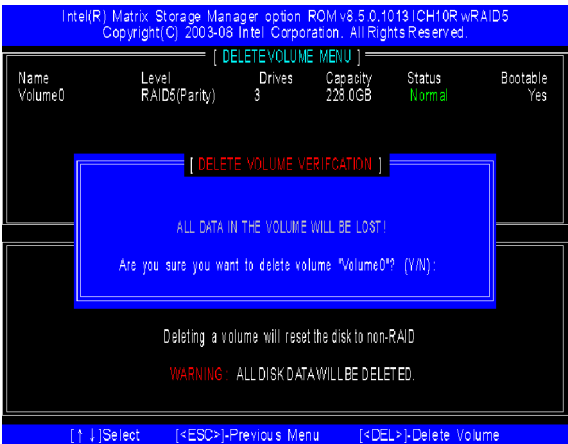 Intel(R) Matrix Storage Manager option ROM v8.5.0.1013 ICH10R wRAID5
Copyright(C) 2003-08 Intel Corporation. All Rights Reserved.
[ DELETE VOLUME MENU ]
Name Level Drives Capacity Status Bootable
Volume0 RAID5(Parity) 3 228.0GB Normal Yes
[ DELETE VOLUME VERIFCATION ]
ALL DATA IN THE VOLUME WILL BE LOST!
Are you sure you want to delete volume "Volume0"? (Y/N):
Deleting a volume will reset the disk to non-RAID
WARNING: ALL DISK DATA WILL BE DELETED.
[↑↓]Select [<ESC>]-Previous Menu [<DEL>]-Delete Volume